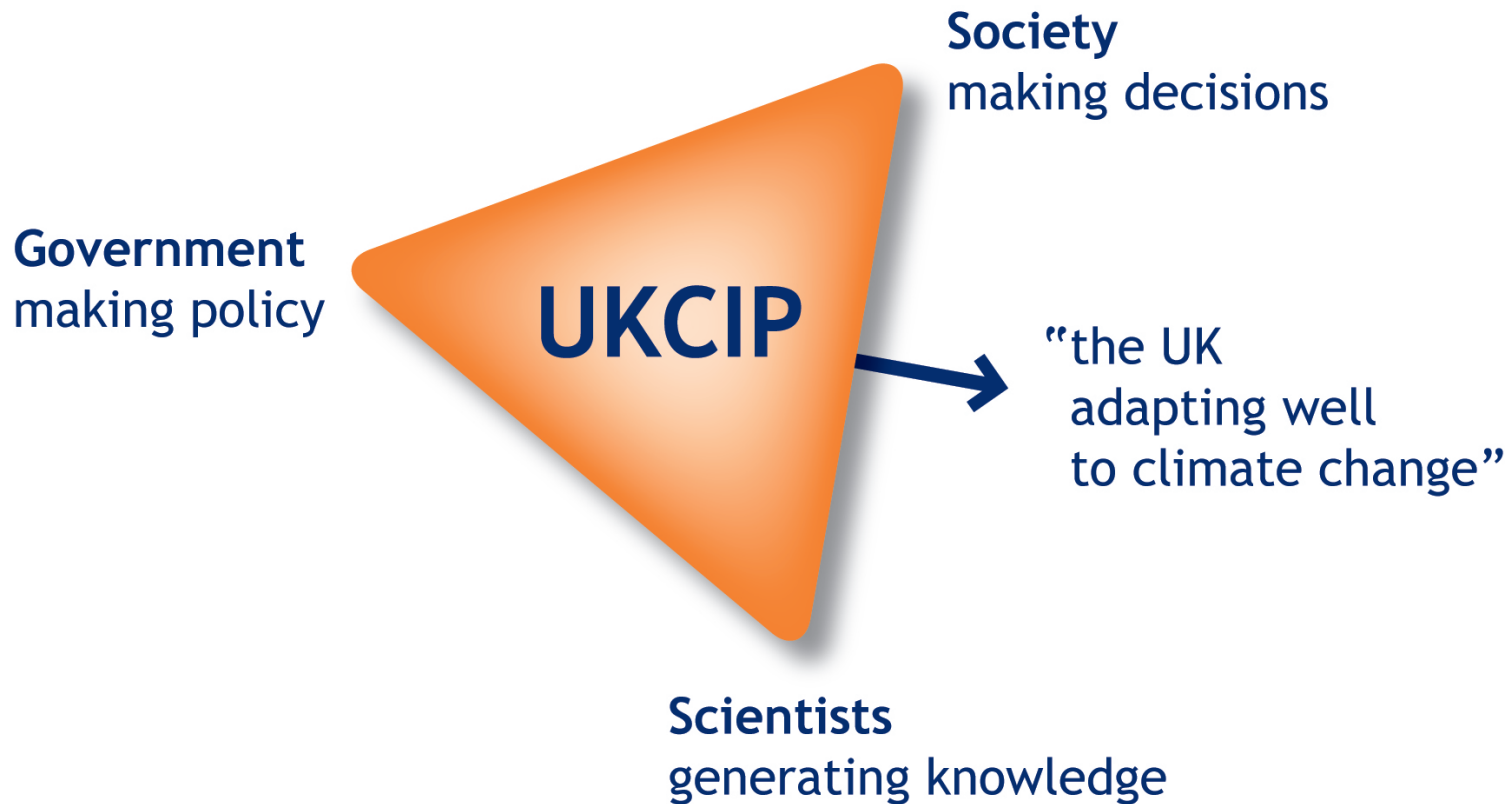 Society
making decisions
Government
making policy
UKCIP
“the UK
adapting well
to climate change”
Scientists
generating knowledge